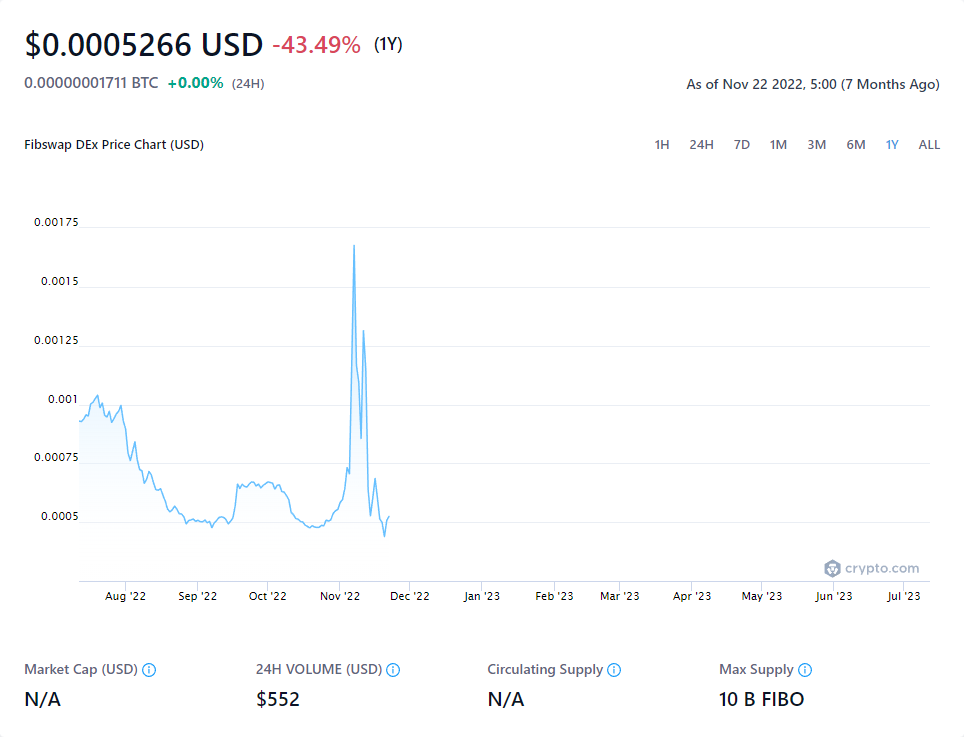 $0.0005266 USD -43.49% (1Y)
0.00000001711 BTC +0.00% (24H)
As of Nov 22 2022, 5:00 (7 Months Ago)
Fibswap DEx Price Chart (USD)
1H 24H 7D 1M 3M 6M 1Y ALL
0.00175
0.0015
0.00125
0.001
0.00075
0.0005
crypto.com
Aug '22 Sep '22 Oct '22 Nov '22 Dec '22 Jan '23 Feb '23 Mar '23 Apr '23 May '23 Jun '23 Jul '23
Market Cap (USD) 24H VOLUME (USD) Circulating Supply Max Supply
N/A $552 N/A 10 B FIBO